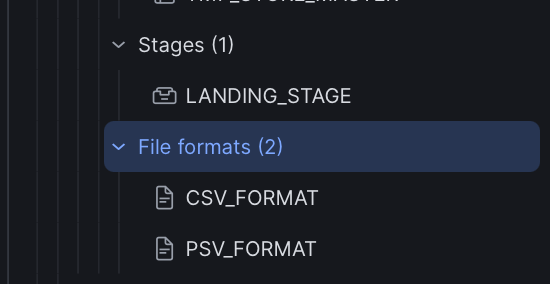 Stages (1)
LANDING_STAGE
File formats (2)
CSV_FORMAT
PSV_FORMAT